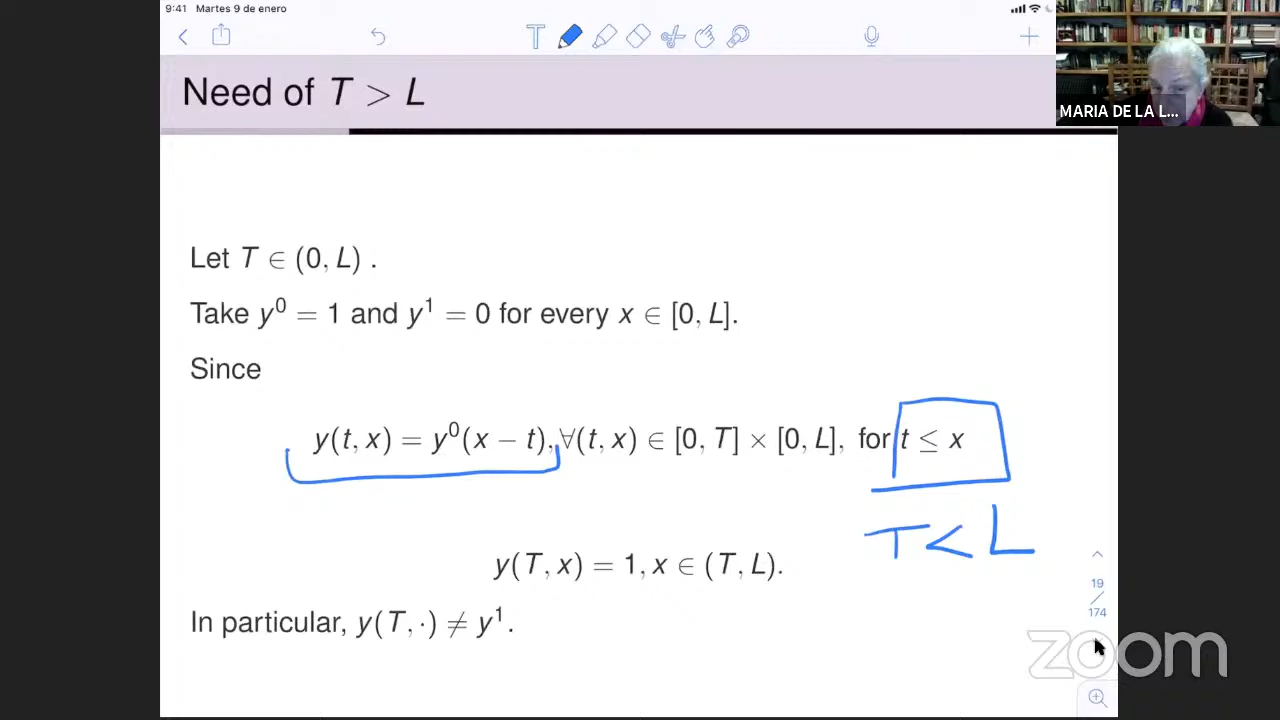 9:41 Martes 9 de enero
MARIA DE LA L...
Need of T > L
Let T ∈ (0, L) .
Take y⁰ = 1 and y¹ = 0 for every x ∈ [0, L].
Since
y(t, x) = y⁰(x − t), ∀(t, x) ∈ [0, T] × [0, L], for t ≤ x
T < L
y(T, x) = 1, x ∈ (T, L).
19
/
174
In particular, y(T, ·) ≠ y¹.
zoom